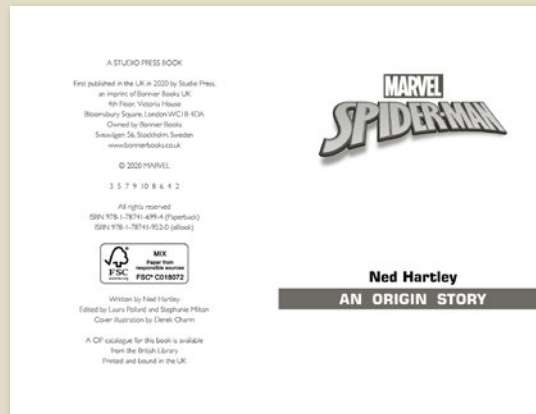 A STUDIO PRESS BOOK
First published in the UK in 2020 by Studio Press,
an imprint of Bonnier Books UK
4th Floor, Victoria House
Bloomsbury Square, London WC1B 4DA
Owned by Bonnier Books
Sveavägen 56, Stockholm, Sweden
www.bonnierbooks.co.uk
© 2020 MARVEL
3 5 7 9 10 8 6 4 2
All rights reserved
ISBN 978-1-78741-699-4 (Paperback)
ISBN 978-1-78741-952-0 (eBook)
FSC
MIX
Paper from
responsible sources
FSC® C018072
Written by Ned Hartley
Edited by Laura Pollard and Stephanie Milton
Cover illustration by Derek Charm
A CIP catalogue for this book is available
from the British Library
Printed and bound in the UK
MARVEL
SPIDER-MAN
Ned Hartley
AN ORIGIN STORY